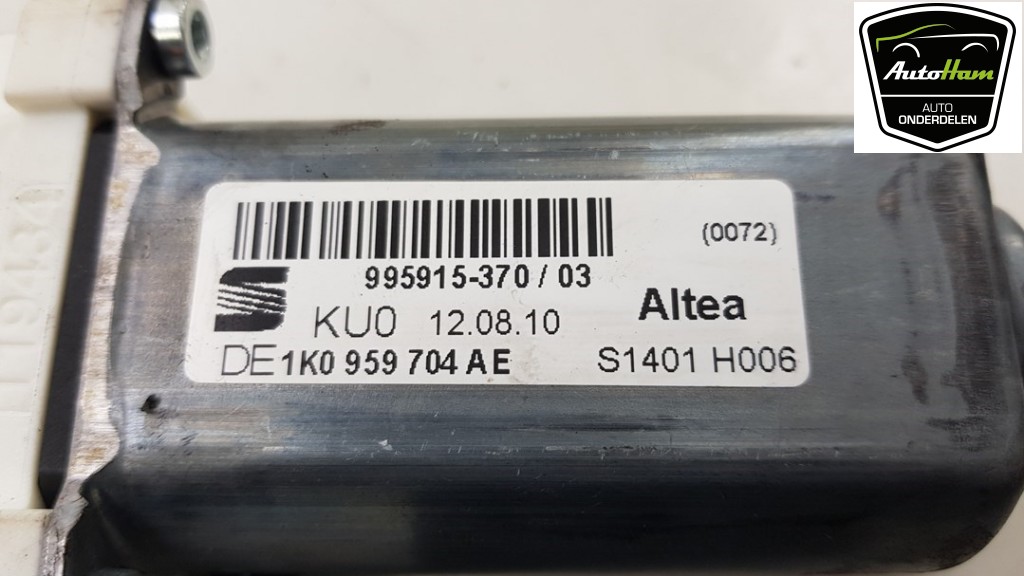 AutoHam
AUTO
ONDERDELEN
(0072)
995915-370 / 03
KU0 12.08.10
Altea
DE 1K0 959 704 AE
S1401 H006